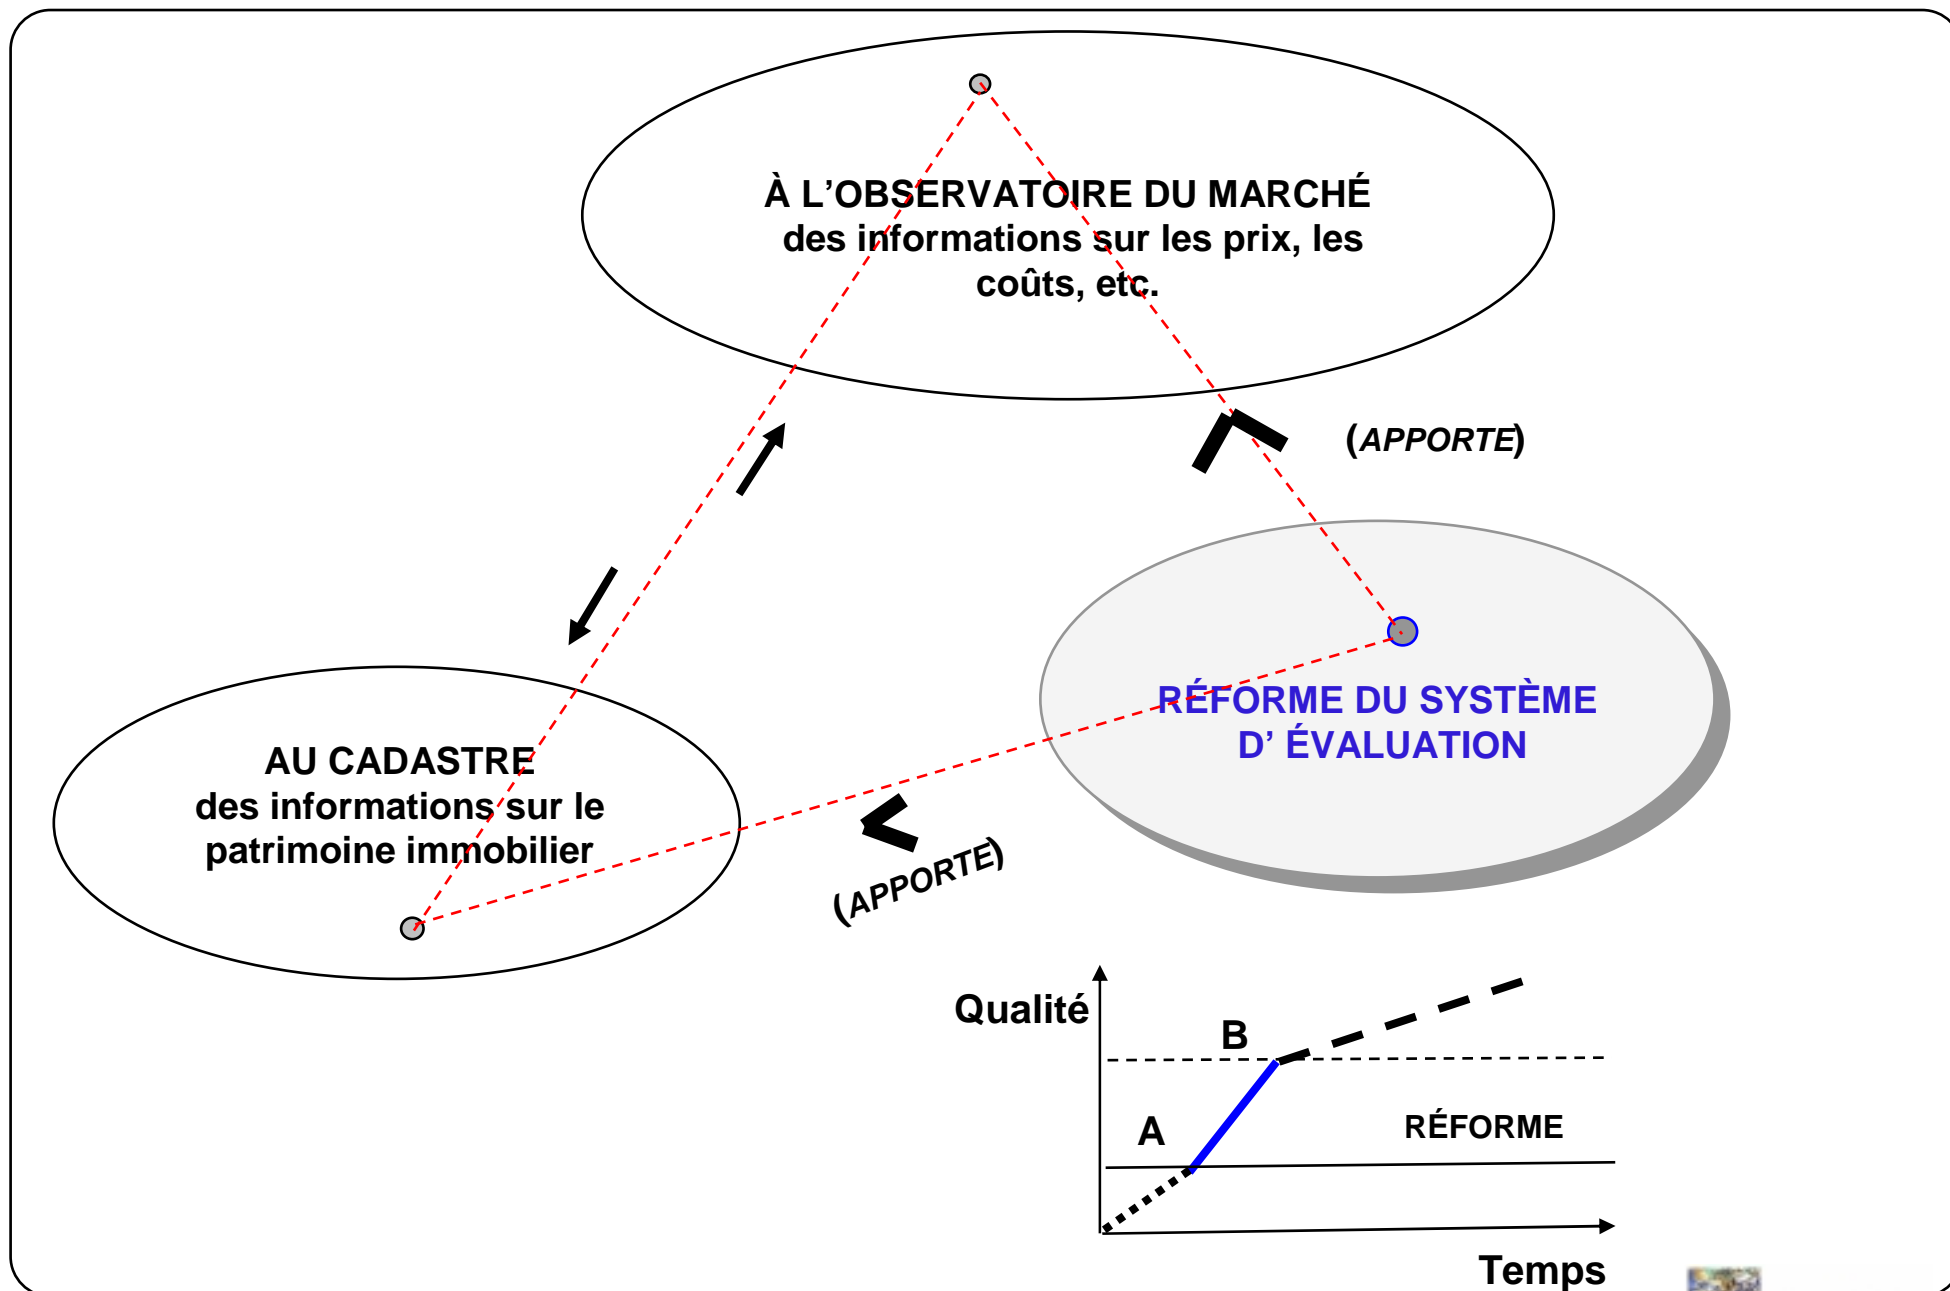 À L’OBSERVATOIRE DU MARCHÉ
des informations sur les prix, les
coûts, etc.
(APPORTE)
RÉFORME DU SYSTÈME
D’ ÉVALUATION
AU CADASTRE
des informations sur le
patrimoine immobilier
(APPORTE)
Qualité
B
A
RÉFORME
Temps